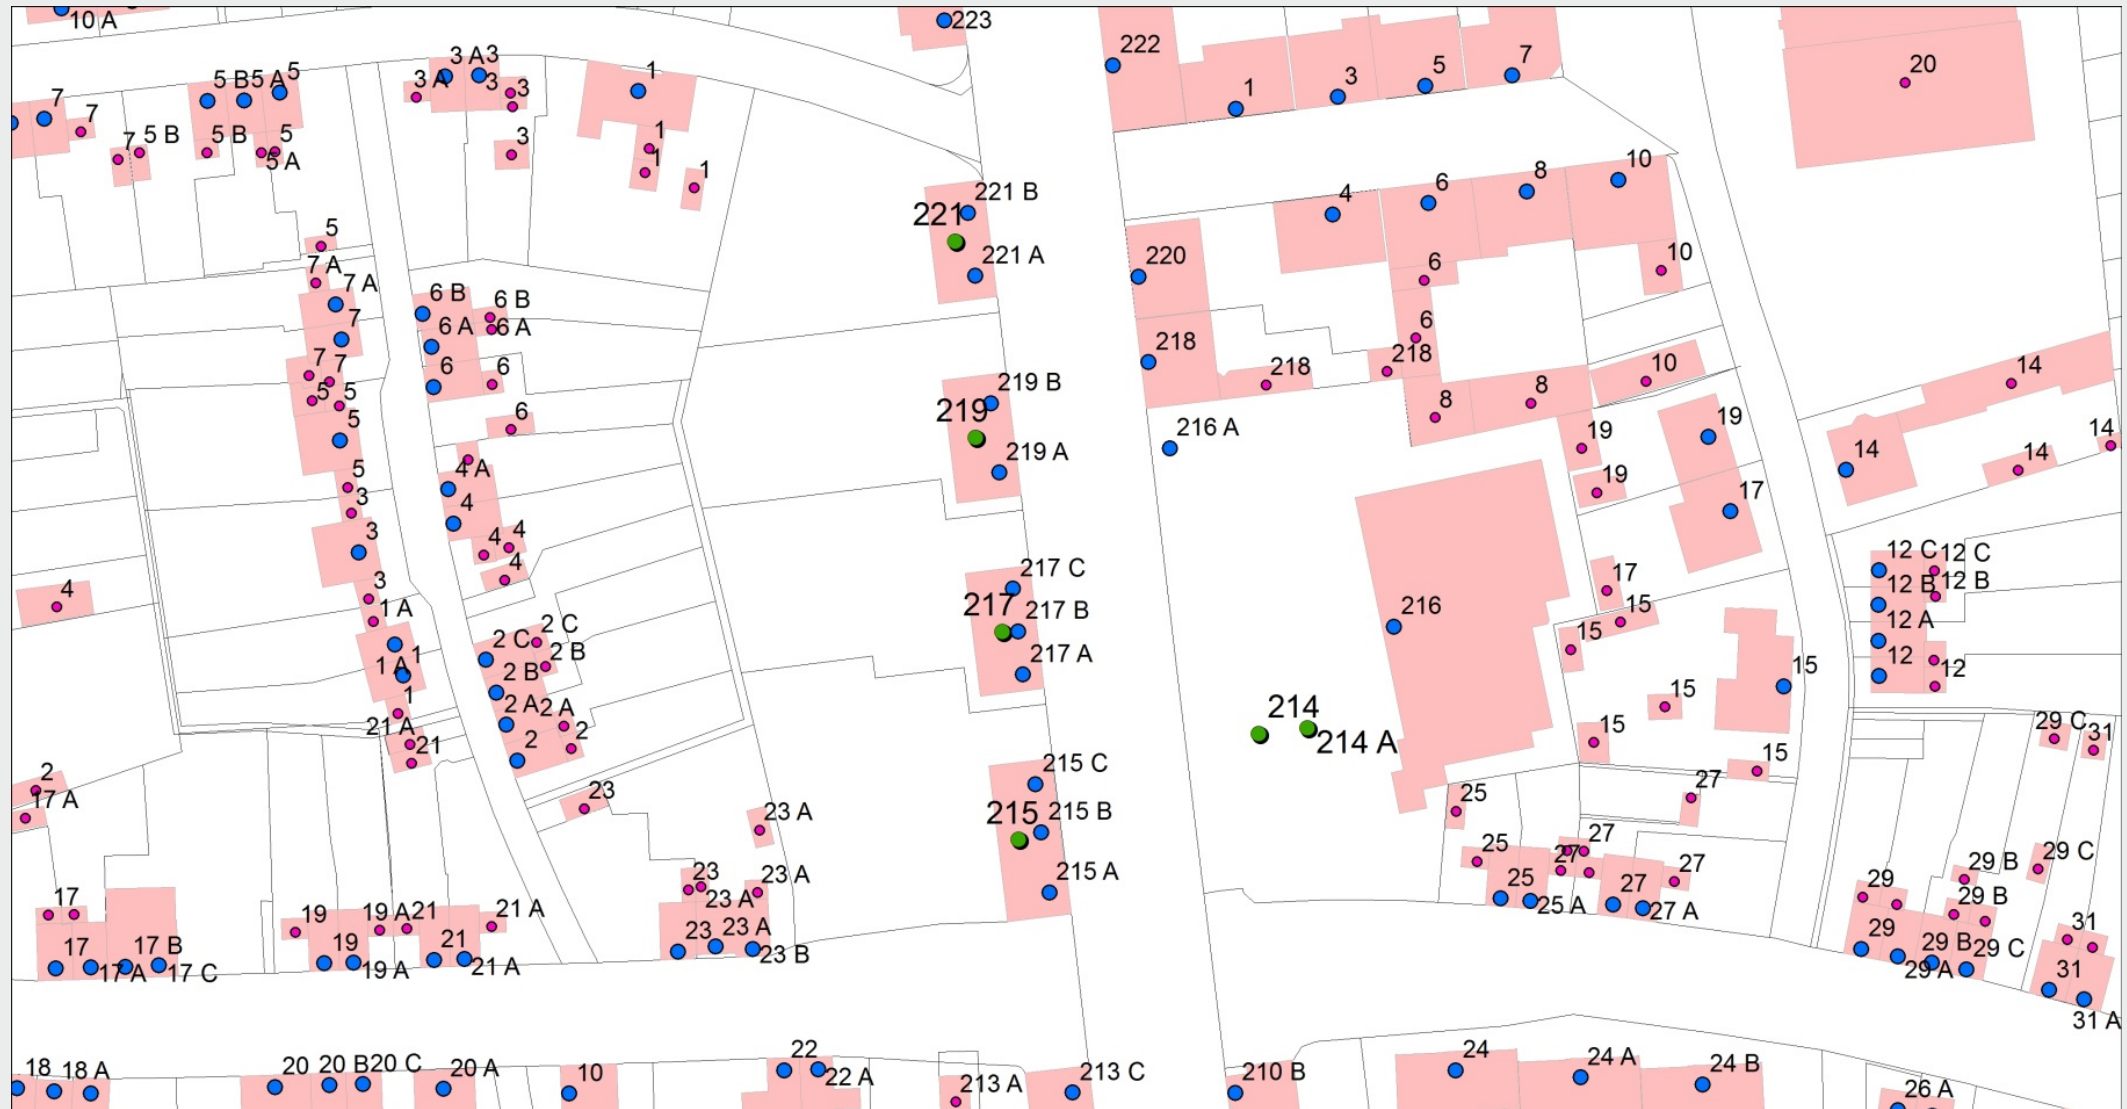 10 A
223
222
1
3
5
7
20
3 A 3
3 A
3
3
3
1
1
1
1
5 B 5 A 5
5 B
5 B
5
5 A
7
7
7
221 B
221
221 A
4
6
8
10
10
6
6
220
218
218
218
5
7 A
7 A
7
7
7
5
5
5
6 B
6 B
6 A
6 A
6
6
6
219 B
219
219 A
216 A
8
8
10
19
19
19
17
14
14
14
14
4 A
4
4
4
4
5
3
3
3
1 A
1
1 A
1
21 A
21
4
2 C
2 C
2 B
2 B
2 A
2 A
2
2
217 C
217
217 B
217 A
216
17
15
15
15
15
15
15
12 C
12 C
12 B
12 B
12 A
12
12
214
214 A
29 C
31
2
17 A
23
23 A
215 C
215
215 B
215 A
25
27
25
27
27
27
25
25 A
27
27 A
29
29 B
29 C
29 B
29
29 B
29 C
29 A
31
31
31 A
17
17
17 B
17 A
17 C
19
19 A
21
21 A
19
19 A
21
21 A
23
23 A
23 A
23
23 A
23 B
18
18 A
20
20 B
20 C
20 A
10
22
22 A
213 A
213 C
210 B
24
24 A
24 B
26 A